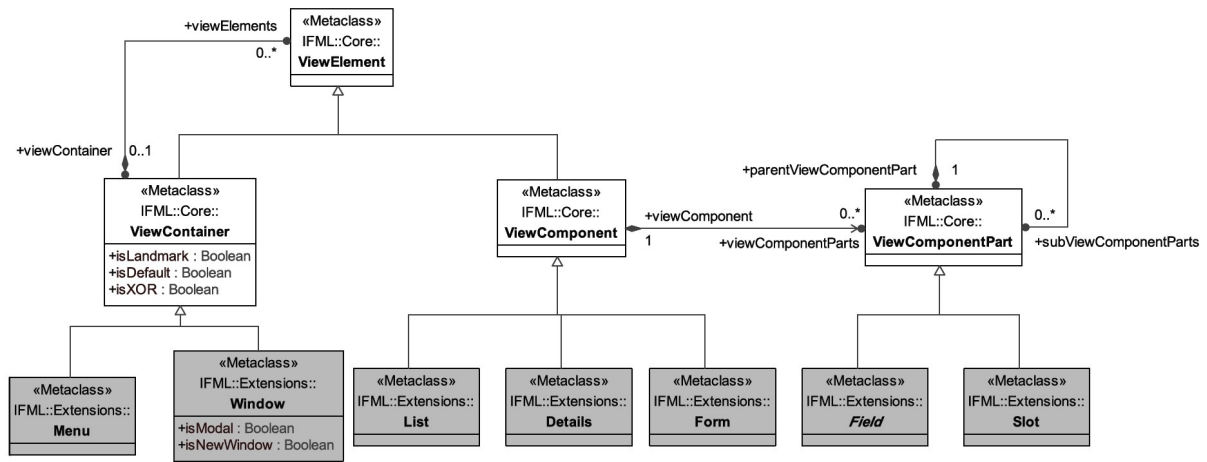 +viewElements
0..*
«Metaclass»
IFML::Core::
ViewElement
+viewContainer
0..1
«Metaclass»
IFML::Core::
ViewContainer
+isLandmark : Boolean
+isDefault : Boolean
+isXOR : Boolean
«Metaclass»
IFML::Core::
ViewComponent
+viewComponent
1
0..*
+viewComponentParts
+parentViewComponentPart
1
«Metaclass»
IFML::Core::
ViewComponentPart
0..*
+subViewComponentParts
«Metaclass»
IFML::Extensions::
Menu
«Metaclass»
IFML::Extensions::
Window
+isModal : Boolean
+isNewWindow : Boolean
«Metaclass»
IFML::Extensions::
List
«Metaclass»
IFML::Extensions::
Details
«Metaclass»
IFML::Extensions::
Form
«Metaclass»
IFML::Extensions::
Field
«Metaclass»
IFML::Extensions::
Slot